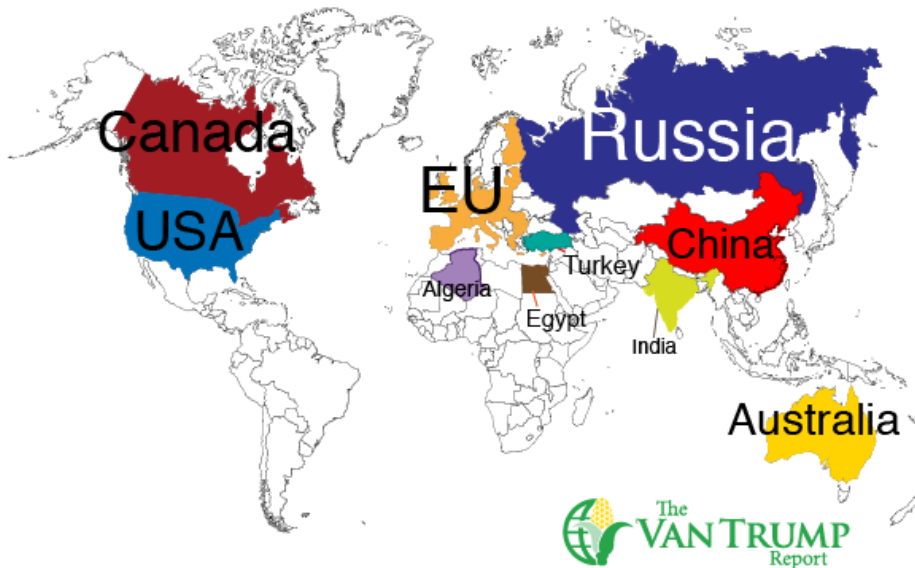 Canada
Russia
EU
USA
China
Turkey
Algeria
Egypt
India
Australia
The
VAN TRUMP
Report